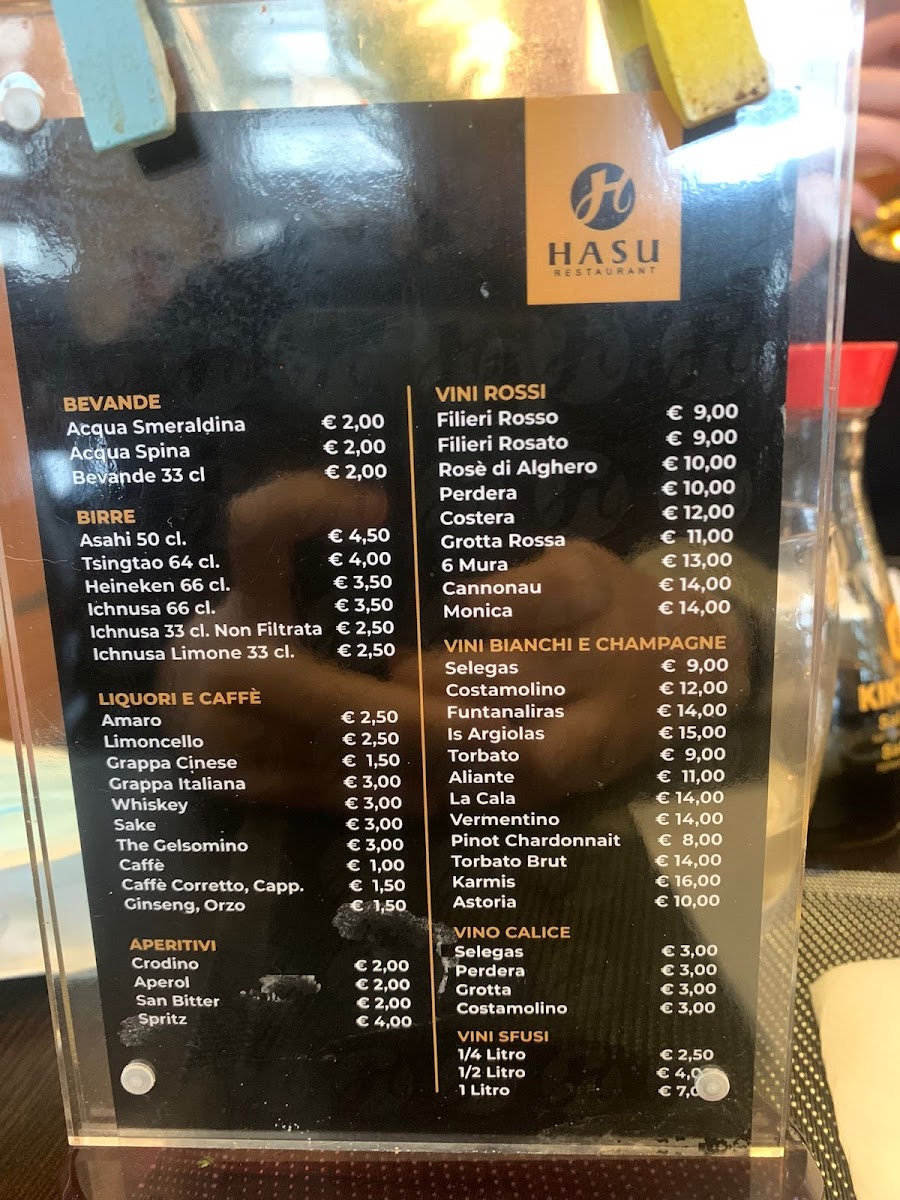 HASU
RESTAURANT
BEVANDE
Acqua Smeraldina € 2,00
Acqua Spina € 2,00
Bevande 33 cl € 2,00
BIRRE
Asahi 50 cl. € 4,50
Tsingtao 64 cl. € 4,00
Heineken 66 cl. € 3,50
Ichnusa 66 cl. € 3,50
Ichnusa 33 cl. Non Filtrata € 2,50
Ichnusa Limone 33 cl. € 2,50
LIQUORI E CAFFÈ
Amaro € 2,50
Limoncello € 2,50
Grappa Cinese € 1,50
Grappa Italiana € 3,00
Whiskey € 3,00
Sake € 3,00
The Gelsomino € 3,00
Caffè € 1,00
Caffè Corretto, Capp. € 1,50
Ginseng, Orzo € 1,50
APERITIVI
Crodino € 2,00
Aperol € 2,00
San Bitter € 2,00
Spritz € 4,00
VINI ROSSI
Filieri Rosso € 9,00
Filieri Rosato € 9,00
Rosè di Alghero € 10,00
Perdera € 10,00
Costera € 12,00
Grotta Rossa € 11,00
6 Mura € 13,00
Cannonau € 14,00
Monica € 14,00
VINI BIANCHI E CHAMPAGNE
Selegas € 9,00
Costamolino € 12,00
Funtanaliras € 14,00
Is Argiolas € 15,00
Torbato € 9,00
Aliante € 11,00
La Cala € 14,00
Vermentino € 14,00
Pinot Chardonnait € 8,00
Torbato Brut € 14,00
Karmis € 16,00
Astoria € 10,00
VINO CALICE
Selegas € 3,00
Perdera € 3,00
Grotta € 3,00
Costamolino € 3,00
VINI SFUSI
1/4 Litro € 2,50
1/2 Litro € 4,0
1 Litro € 7,0